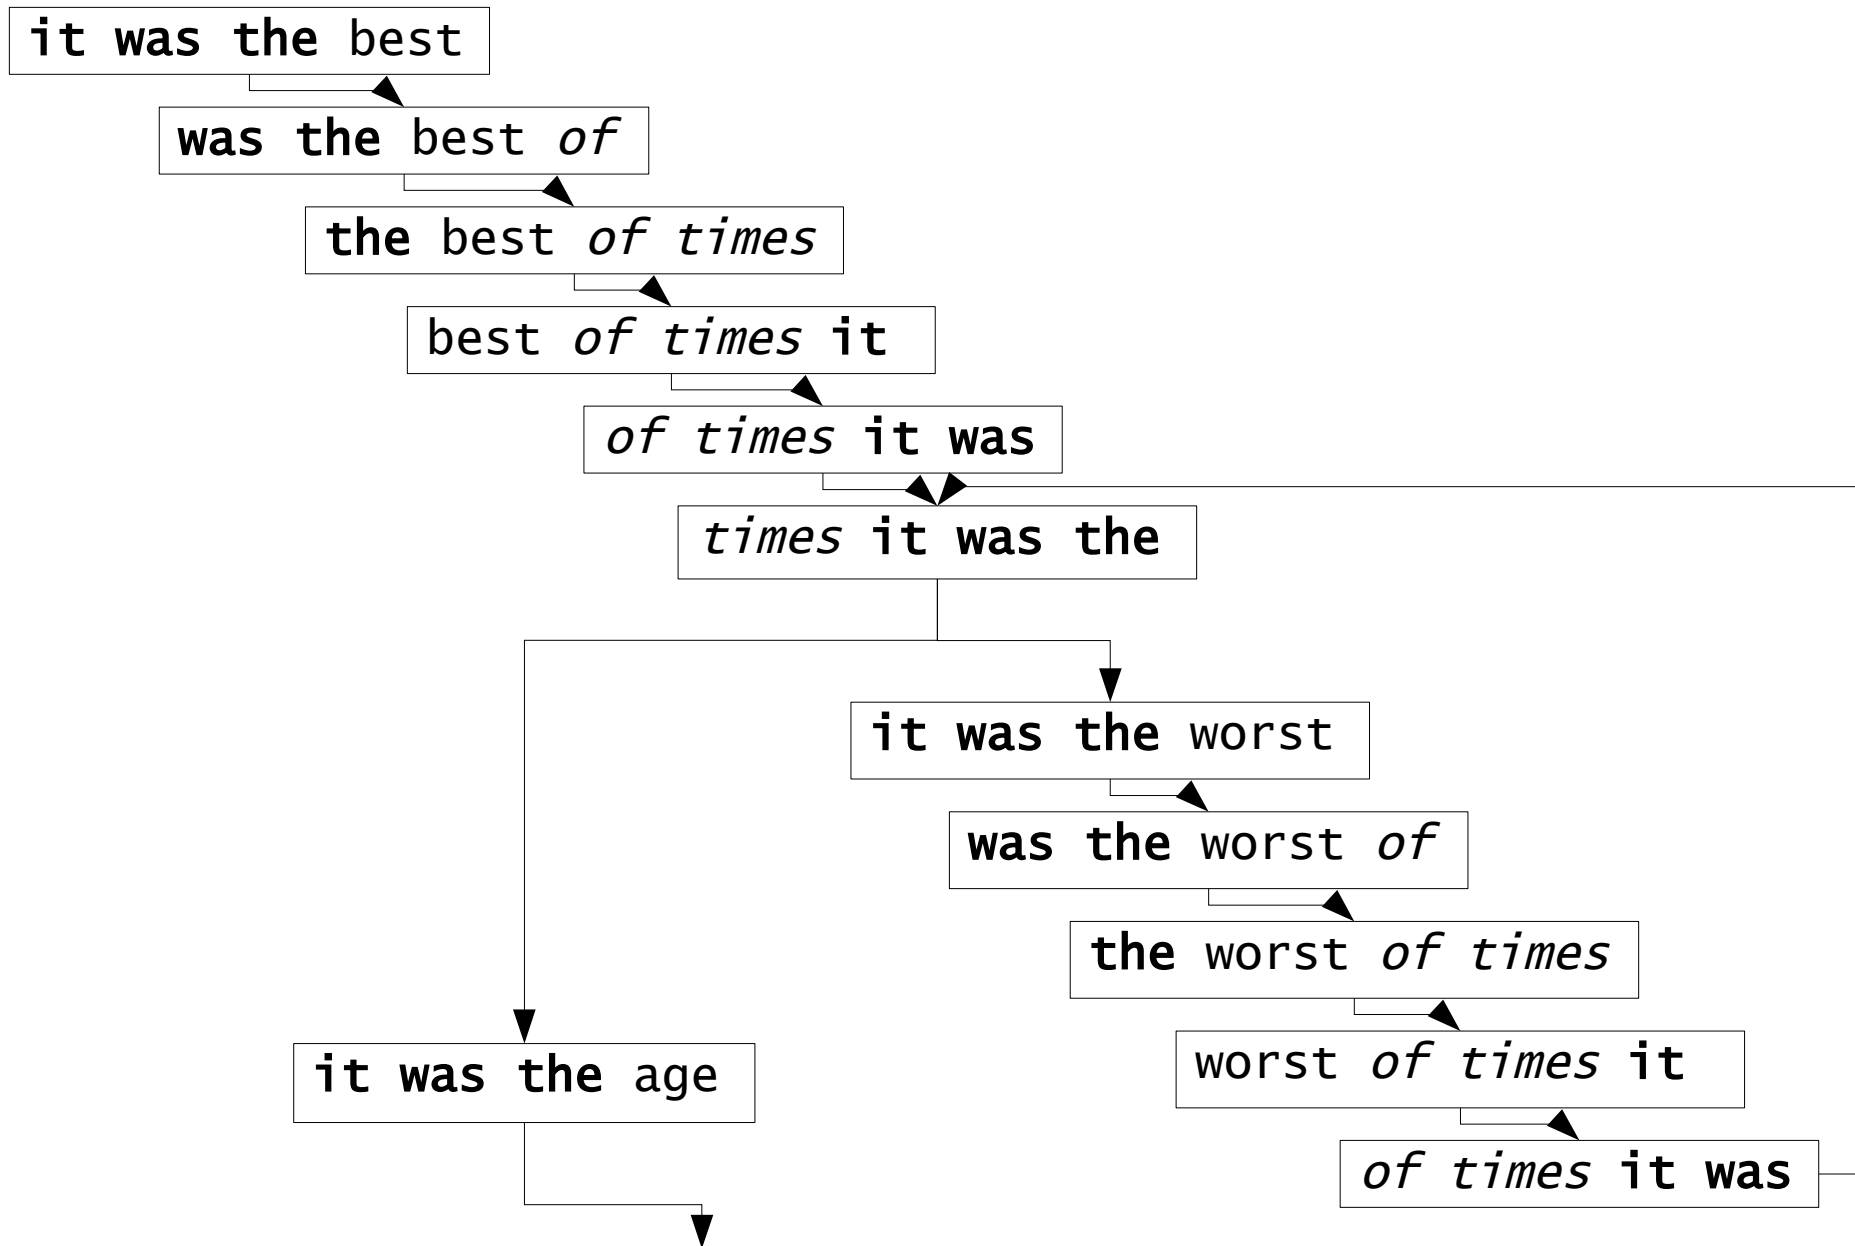 it was the best
was the best of
the best of times
best of times it
of times it was
times it was the
it was the worst
was the worst of
the worst of times
worst of times it
it was the age
of times it was